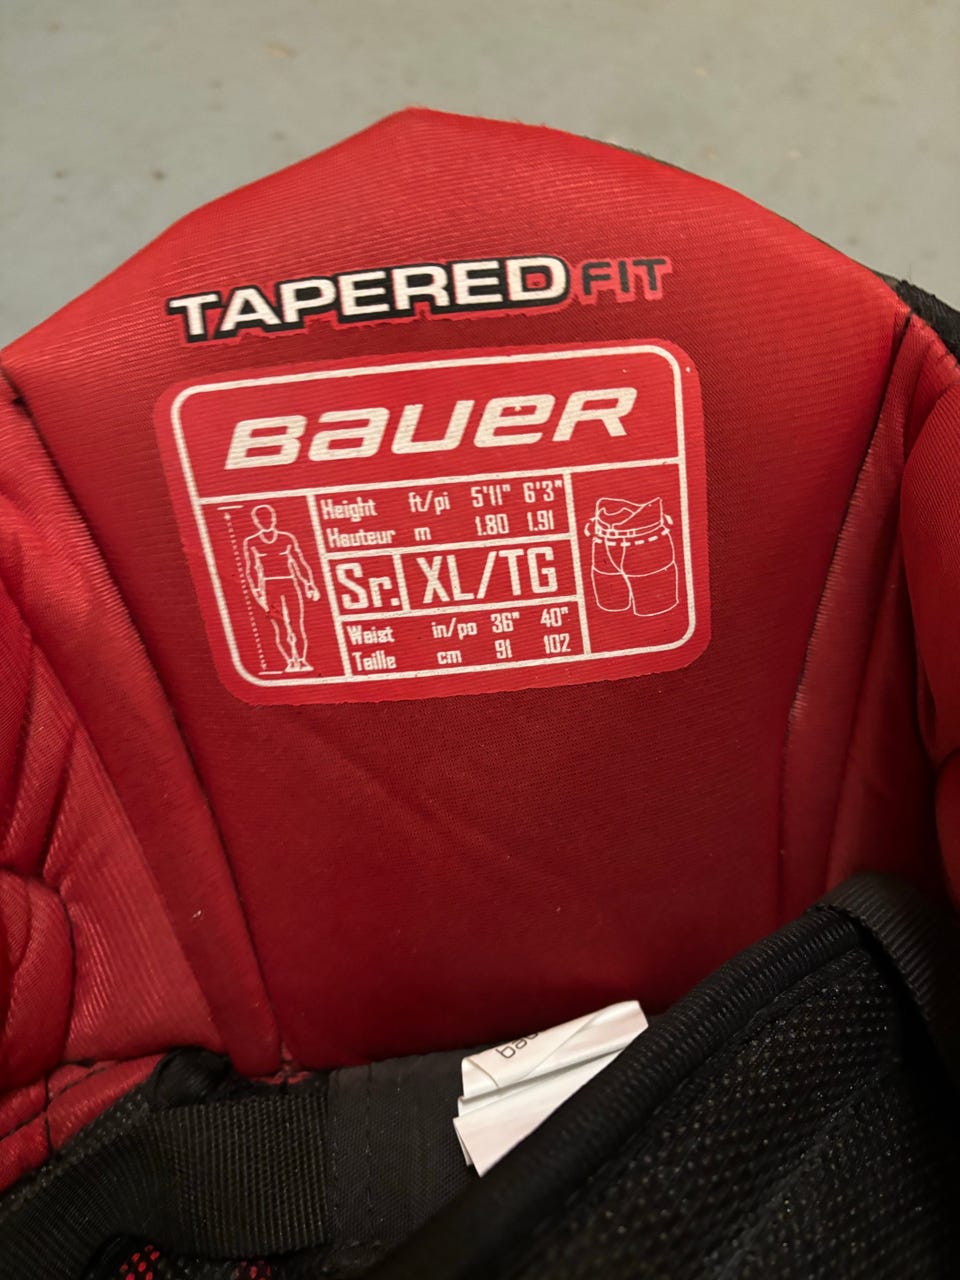 TAPERED FIT
BAUER
Height ft/pi 5'11" 6'3"
Hauteur m 1.80 1.91
Sr. XL/TG
Waist in/po 36" 40"
Taille cm 91 102